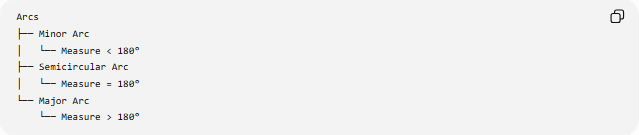 Arcs
├── Minor Arc
│   └── Measure < 180°
├── Semicircular Arc
│   └── Measure = 180°
└── Major Arc
    └── Measure > 180°